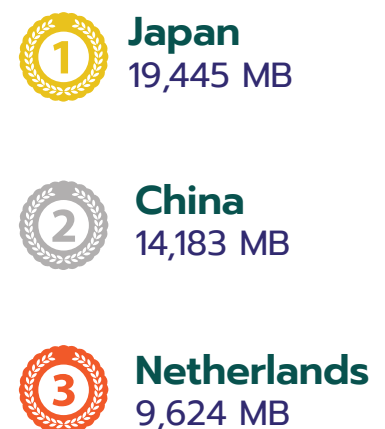 1
Japan
19,445 MB
2
China
14,183 MB
3
Netherlands
9,624 MB